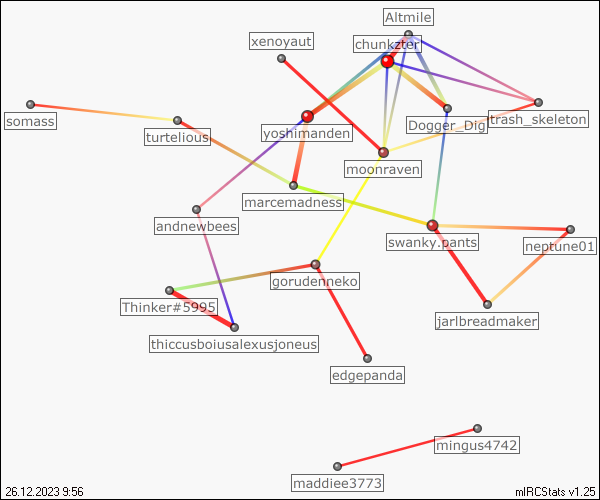 Altmile
xenoyaut
chunkzter
somass
turtelious
yoshimanden
Dogger_Dig
trash_skeleton
moonraven
marcemadness
andnewbees
swanky.pants
neptune01
gorudenneko
Thinker#5995
jarlbreadmaker
thiccusboiusalexusjoneus
edgepanda
mingus4742
maddiee3773
26.12.2023 9:56
mIRCStats v1.25